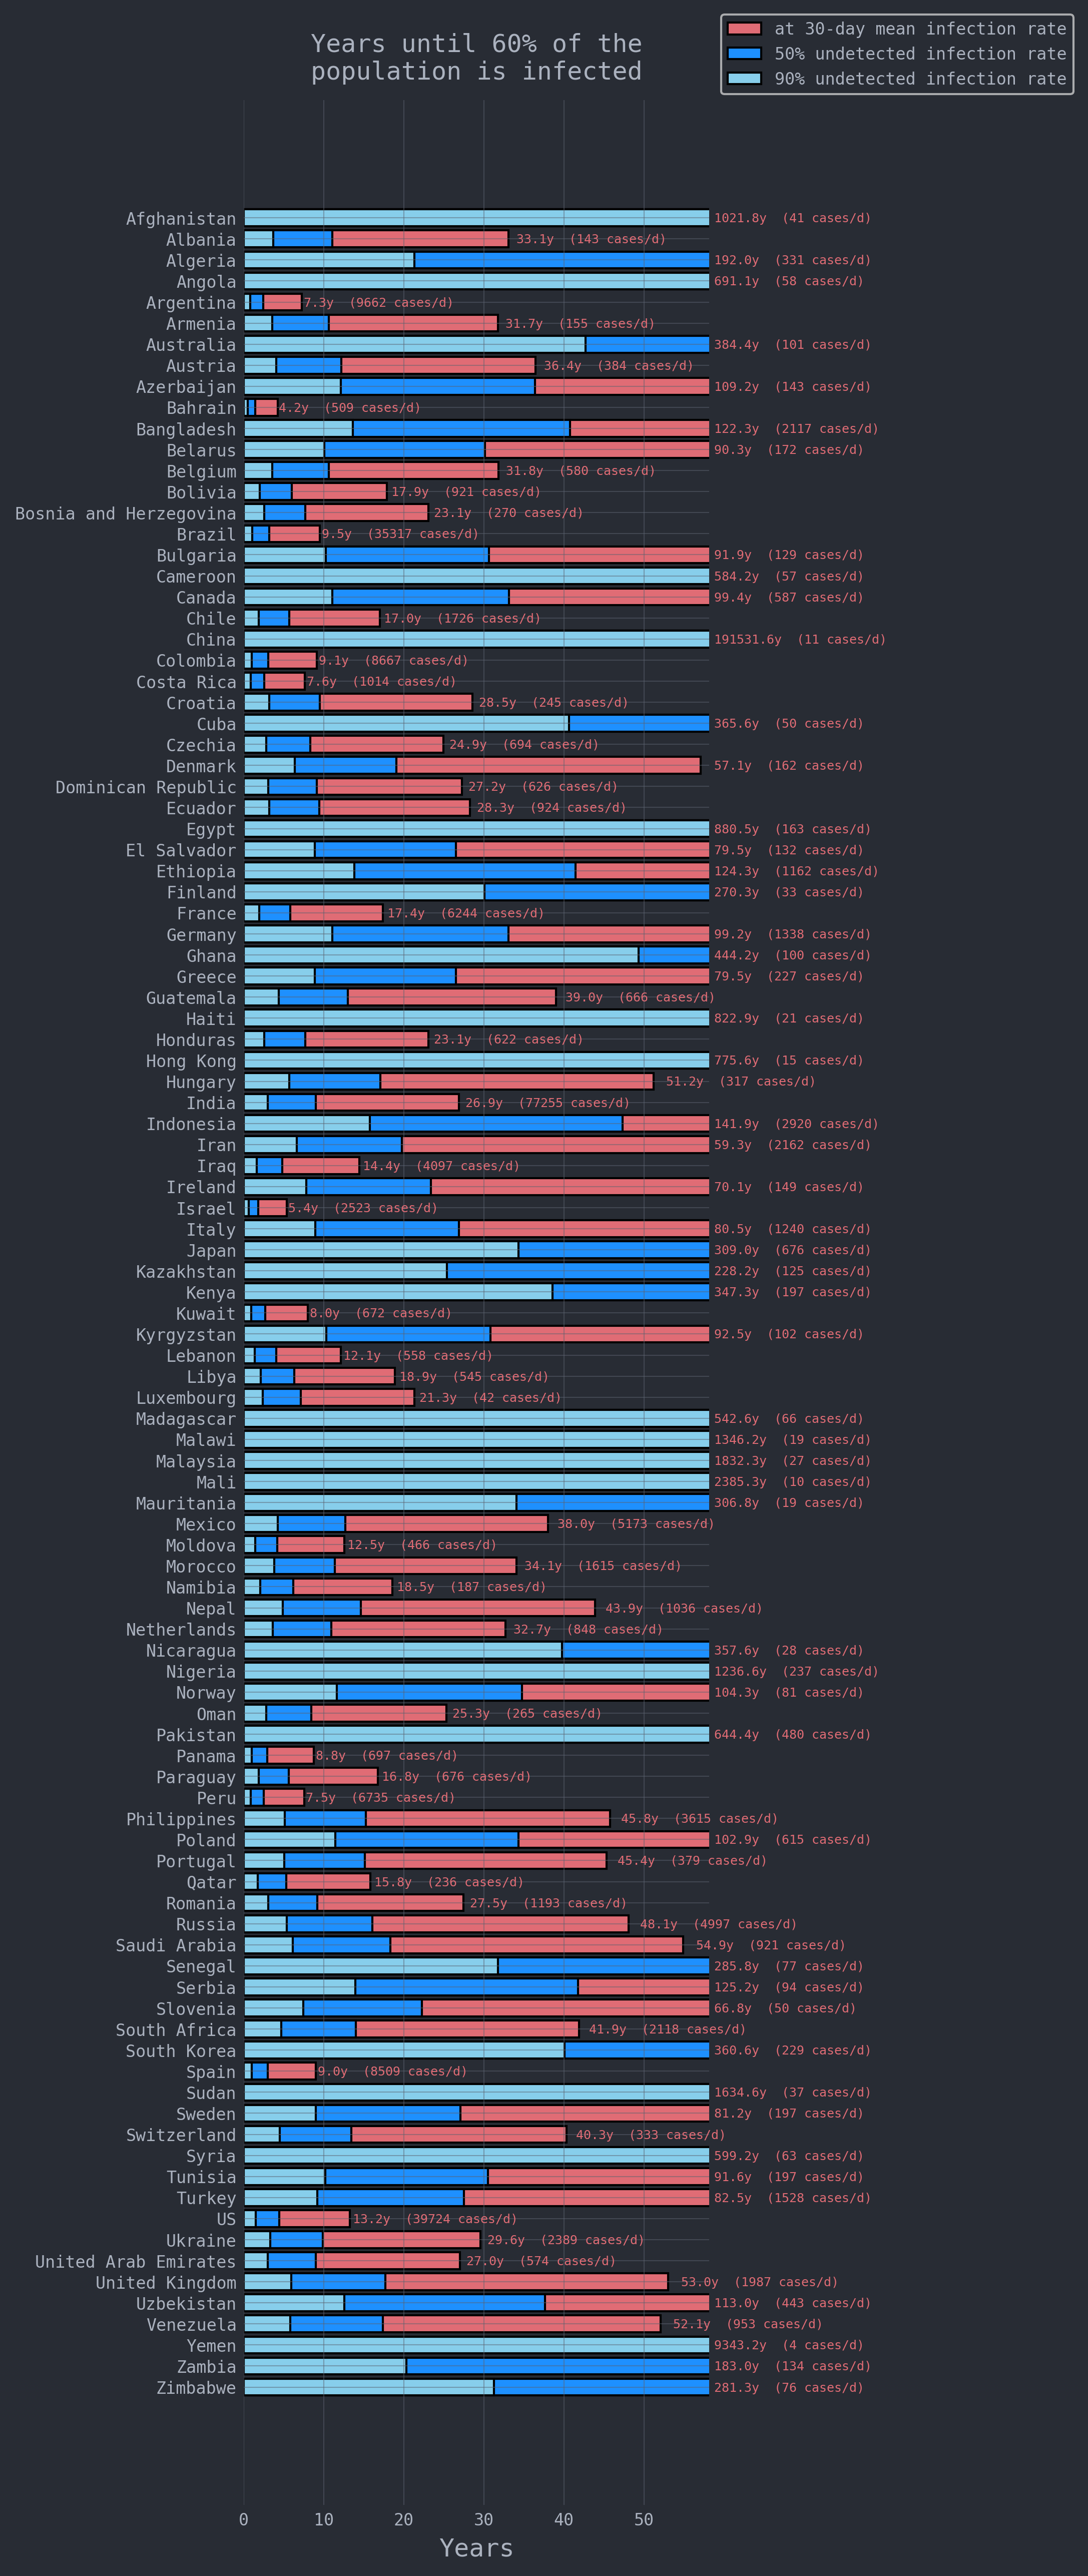 Years until 60% of the
population is infected
at 30-day mean infection rate
50% undetected infection rate
90% undetected infection rate
Afghanistan 1021.8y (41 cases/d)
Albania 33.1y (143 cases/d)
Algeria 192.0y (331 cases/d)
Angola 691.1y (58 cases/d)
Argentina 7.3y (9662 cases/d)
Armenia 31.7y (155 cases/d)
Australia 384.4y (101 cases/d)
Austria 36.4y (384 cases/d)
Azerbaijan 109.2y (143 cases/d)
Bahrain 4.2y (509 cases/d)
Bangladesh 122.3y (2117 cases/d)
Belarus 90.3y (172 cases/d)
Belgium 31.8y (580 cases/d)
Bolivia 17.9y (921 cases/d)
Bosnia and Herzegovina 23.1y (270 cases/d)
Brazil 9.5y (35317 cases/d)
Bulgaria 91.9y (129 cases/d)
Cameroon 584.2y (57 cases/d)
Canada 99.4y (587 cases/d)
Chile 17.0y (1726 cases/d)
China 191531.6y (11 cases/d)
Colombia 9.1y (8667 cases/d)
Costa Rica 7.6y (1014 cases/d)
Croatia 28.5y (245 cases/d)
Cuba 365.6y (50 cases/d)
Czechia 24.9y (694 cases/d)
Denmark 57.1y (162 cases/d)
Dominican Republic 27.2y (626 cases/d)
Ecuador 28.3y (924 cases/d)
Egypt 880.5y (163 cases/d)
El Salvador 79.5y (132 cases/d)
Ethiopia 124.3y (1162 cases/d)
Finland 270.3y (33 cases/d)
France 17.4y (6244 cases/d)
Germany 99.2y (1338 cases/d)
Ghana 444.2y (100 cases/d)
Greece 79.5y (227 cases/d)
Guatemala 39.0y (666 cases/d)
Haiti 822.9y (21 cases/d)
Honduras 23.1y (622 cases/d)
Hong Kong 775.6y (15 cases/d)
Hungary 51.2y (317 cases/d)
India 26.9y (77255 cases/d)
Indonesia 141.9y (2920 cases/d)
Iran 59.3y (2162 cases/d)
Iraq 14.4y (4097 cases/d)
Ireland 70.1y (149 cases/d)
Israel 5.4y (2523 cases/d)
Italy 80.5y (1240 cases/d)
Japan 309.0y (676 cases/d)
Kazakhstan 228.2y (125 cases/d)
Kenya 347.3y (197 cases/d)
Kuwait 8.0y (672 cases/d)
Kyrgyzstan 92.5y (102 cases/d)
Lebanon 12.1y (558 cases/d)
Libya 18.9y (545 cases/d)
Luxembourg 21.3y (42 cases/d)
Madagascar 542.6y (66 cases/d)
Malawi 1346.2y (19 cases/d)
Malaysia 1832.3y (27 cases/d)
Mali 2385.3y (10 cases/d)
Mauritania 306.8y (19 cases/d)
Mexico 38.0y (5173 cases/d)
Moldova 12.5y (466 cases/d)
Morocco 34.1y (1615 cases/d)
Namibia 18.5y (187 cases/d)
Nepal 43.9y (1036 cases/d)
Netherlands 32.7y (848 cases/d)
Nicaragua 357.6y (28 cases/d)
Nigeria 1236.6y (237 cases/d)
Norway 104.3y (81 cases/d)
Oman 25.3y (265 cases/d)
Pakistan 644.4y (480 cases/d)
Panama 8.8y (697 cases/d)
Paraguay 16.8y (676 cases/d)
Peru 7.5y (6735 cases/d)
Philippines 45.8y (3615 cases/d)
Poland 102.9y (615 cases/d)
Portugal 45.4y (379 cases/d)
Qatar 15.8y (236 cases/d)
Romania 27.5y (1193 cases/d)
Russia 48.1y (4997 cases/d)
Saudi Arabia 54.9y (921 cases/d)
Senegal 285.8y (77 cases/d)
Serbia 125.2y (94 cases/d)
Slovenia 66.8y (50 cases/d)
South Africa 41.9y (2118 cases/d)
South Korea 360.6y (229 cases/d)
Spain 9.0y (8509 cases/d)
Sudan 1634.6y (37 cases/d)
Sweden 81.2y (197 cases/d)
Switzerland 40.3y (333 cases/d)
Syria 599.2y (63 cases/d)
Tunisia 91.6y (197 cases/d)
Turkey 82.5y (1528 cases/d)
US 13.2y (39724 cases/d)
Ukraine 29.6y (2389 cases/d)
United Arab Emirates 27.0y (574 cases/d)
United Kingdom 53.0y (1987 cases/d)
Uzbekistan 113.0y (443 cases/d)
Venezuela 52.1y (953 cases/d)
Yemen 9343.2y (4 cases/d)
Zambia 183.0y (134 cases/d)
Zimbabwe 281.3y (76 cases/d)
0 10 20 30 40 50
Years